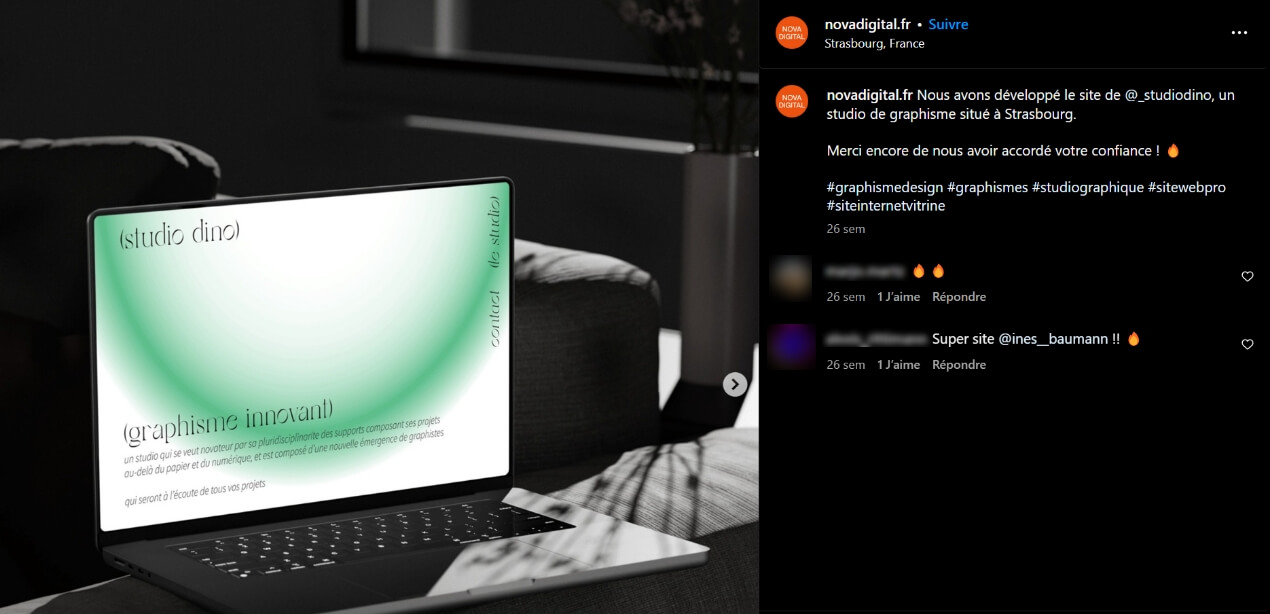 (studio dino)
(le studio)
contact
(graphisme innovant)
un studio qui se veut novateur par sa pluridisciplinarite des supports composant ses projets
au-delà du papier et du numérique, et est composé d'une nouvelle émergence de graphistes
qui seront à l'écoute de tous vos projets
NOVA
DIGITAL
novadigital.fr • Suivre
Strasbourg, France
NOVA
DIGITAL
novadigital.fr Nous avons développé le site de @_studiodino, un
studio de graphisme situé à Strasbourg.
Merci encore de nous avoir accordé votre confiance ! 🔥
#graphismedesign #graphismes #studiographique #sitewebpro
#siteinternetvitrine
26 sem
🔥 🔥
26 sem 1 J'aime Répondre
Super site @ines__baumann !! 🔥
26 sem 1 J'aime Répondre